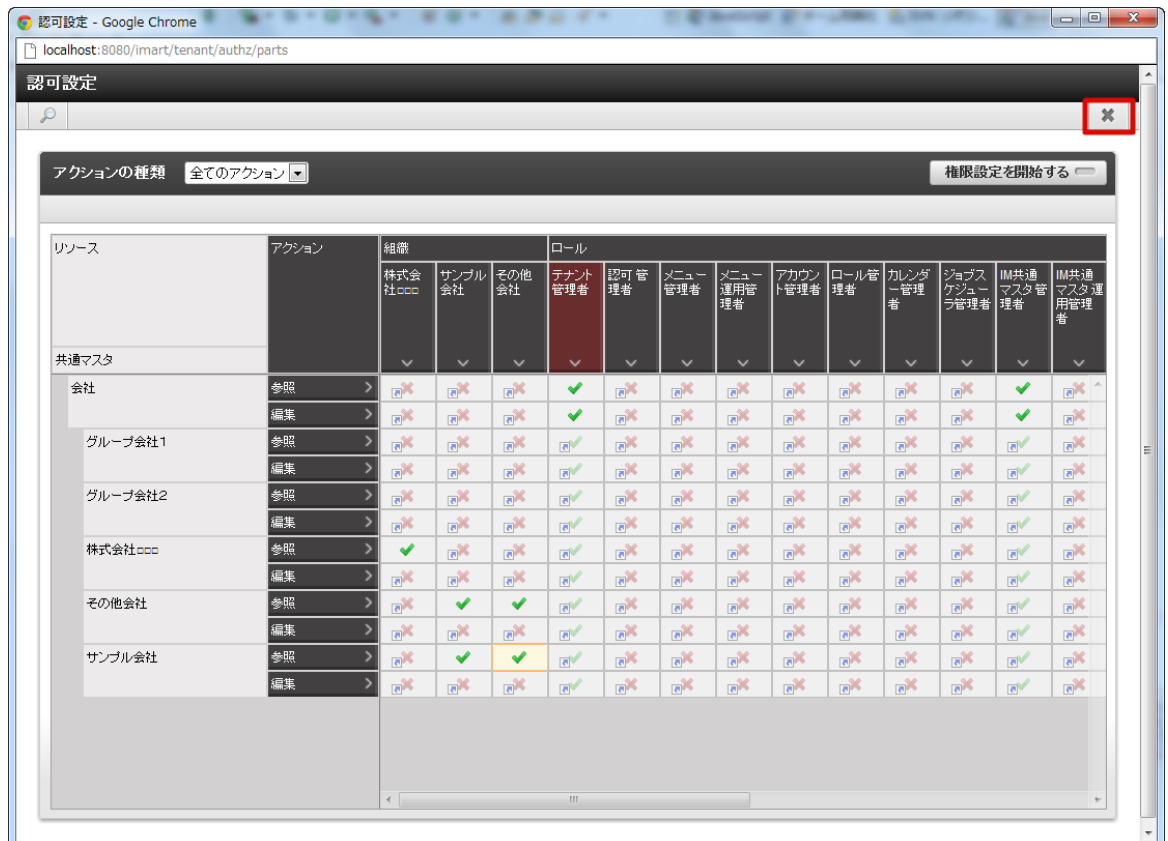 認可設定 - Google Chrome
localhost:8080/imart/tenant/authz/parts
認可設定
アクションの種類 全てのアクション 権限設定を開始する
リソース アクション 組織 ロール
株式会社□□□ サンプル会社 その他会社 テナント管理者 認可管理者 メニュー管理者 メニュー運用管理者 アカウント管理者 ロール管理者 カレンダー管理者 ジョブスケジューラ管理者 IM共通マスタ管理者 IM共通マスタ運用管理者
共通マスタ
会社 参照
編集
グループ会社1 参照
編集
グループ会社2 参照
編集
株式会社□□□ 参照
編集
その他会社 参照
編集
サンプル会社 参照
編集